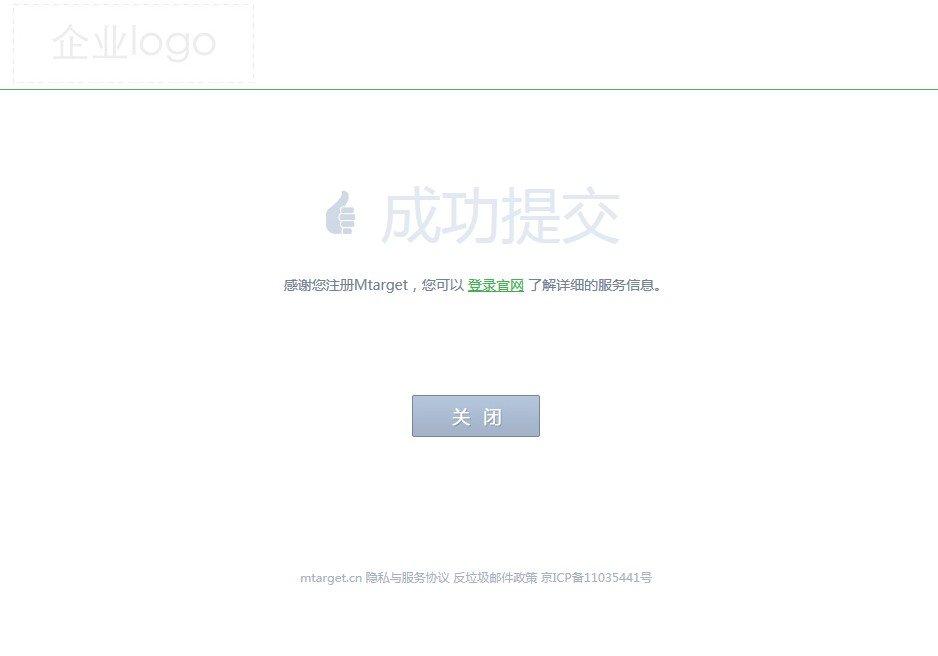 企业logo
成功提交
感谢您注册Mtarget，您可以 登录官网 了解详细的服务信息。
关 闭
mtarget.cn 隐私与服务协议 反垃圾邮件政策 京ICP备11035441号